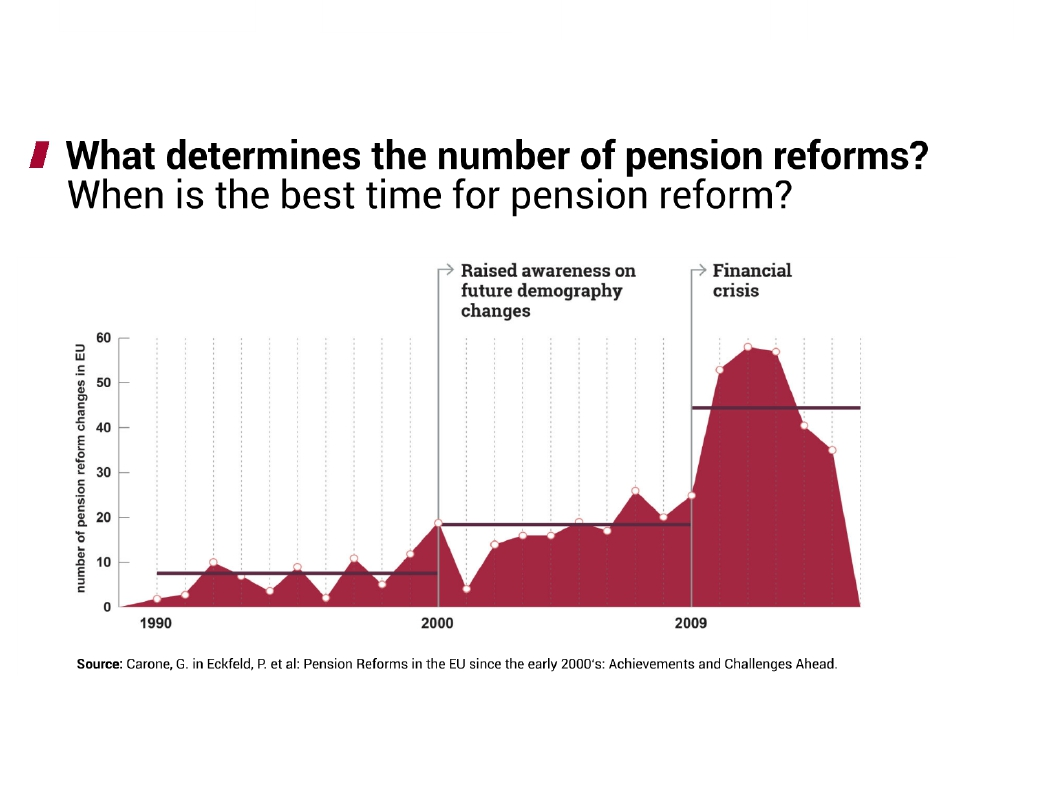 What determines the number of pension reforms?
When is the best time for pension reform?
Raised awareness on
future demography
changes
Financial
crisis
number of pension reform changes in EU
60
50
40
30
20
10
0
1990
2000
2009
Source: Carone, G. in Eckfeld, P. et al: Pension Reforms in the EU since the early 2000's: Achievements and Challenges Ahead.